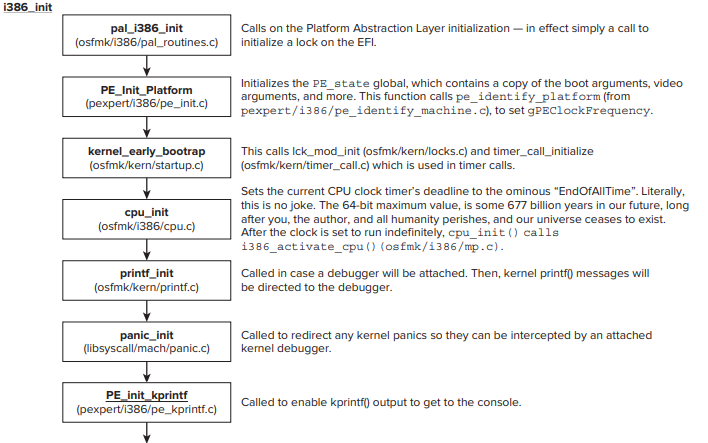 i386_init
pal_i386_init
(osfmk/i386/pal_routines.c)
Calls on the Platform Abstraction Layer initialization — in effect simply a call to
initialize a lock on the EFI.
PE_Init_Platform
(pexpert/i386/pe_init.c)
Initializes the PE_state global, which contains a copy of the boot arguments, video
arguments, and more. This function calls pe_identify_platform (from
pexpert/i386/pe_identify_machine.c), to set gPEClockFrequency.
kernel_early_bootrap
(osfmk/kern/startup.c)
This calls lck_mod_init (osfmk/kern/locks.c) and timer_call_initialize
(osfmk/kern/timer_call.c) which is used in timer calls.
cpu_init
(osfmk/i386/cpu.c)
Sets the current CPU clock timer’s deadline to the ominous “EndOfAllTime”. Literally,
this is no joke. The 64-bit maximum value, is some 677 billion years in our future, long
after you, the author, and all humanity perishes, and our universe ceases to exist.
After the clock is set to run indefinitely, cpu_init() calls
i386_activate_cpu() (osfmk/i386/mp.c).
printf_init
(osfmk/kern/printf.c)
Called in case a debugger will be attached. Then, kernel printf() messages will
be directed to the debugger.
panic_init
(libsyscall/mach/panic.c)
Called to redirect any kernel panics so they can be intercepted by an attached
kernel debugger.
PE_init_kprintf
(pexpert/i386/pe_kprintf.c)
Called to enable kprintf() output to get to the console.